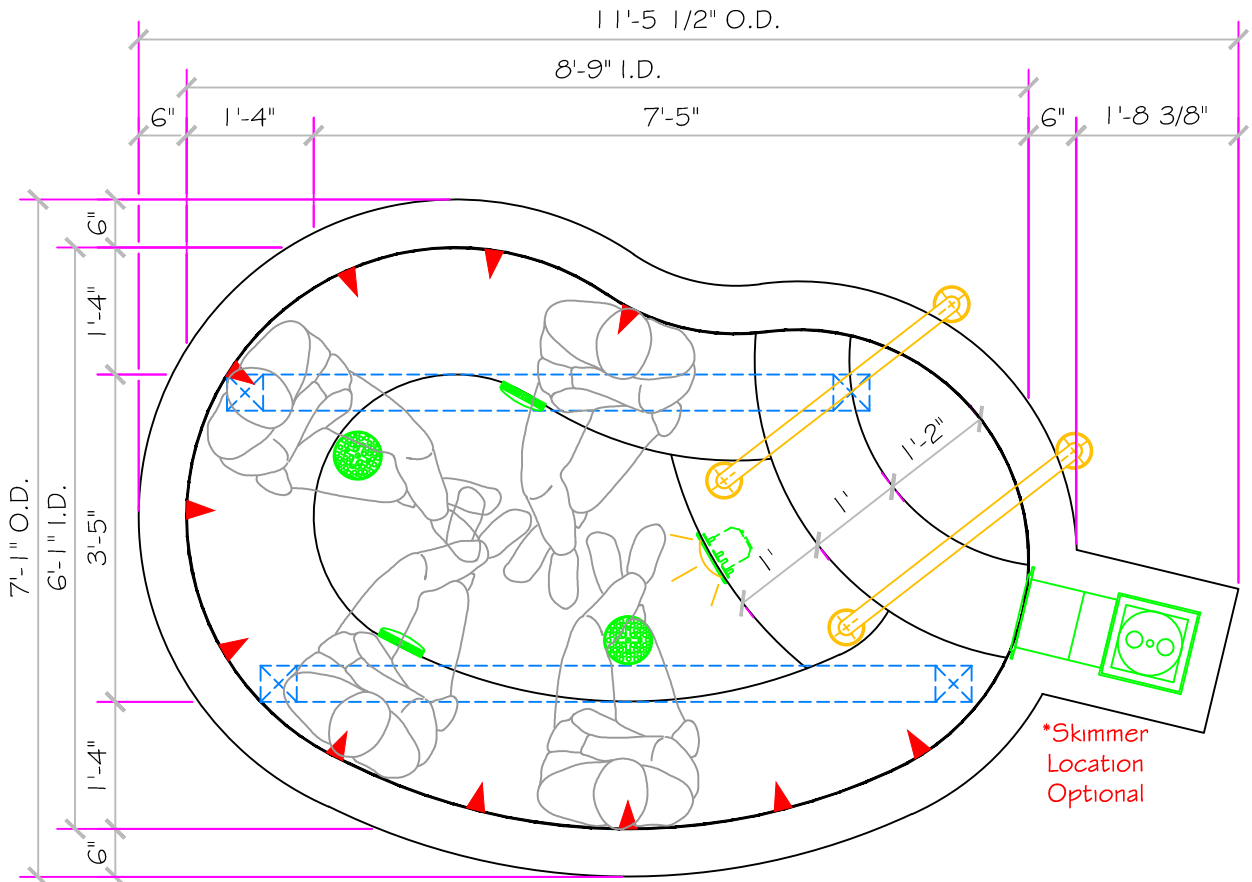 11'-5 1/2" O.D.
8'-9" I.D.
6" 1'-4" 7'-5" 6" 1'-8 3/8"
6"
1'-4"
1'-2"
1'
1'
7'-1" O.D.
6'-1" I.D.
3'-5"
1'-4"
6"
*Skimmer
Location
Optional